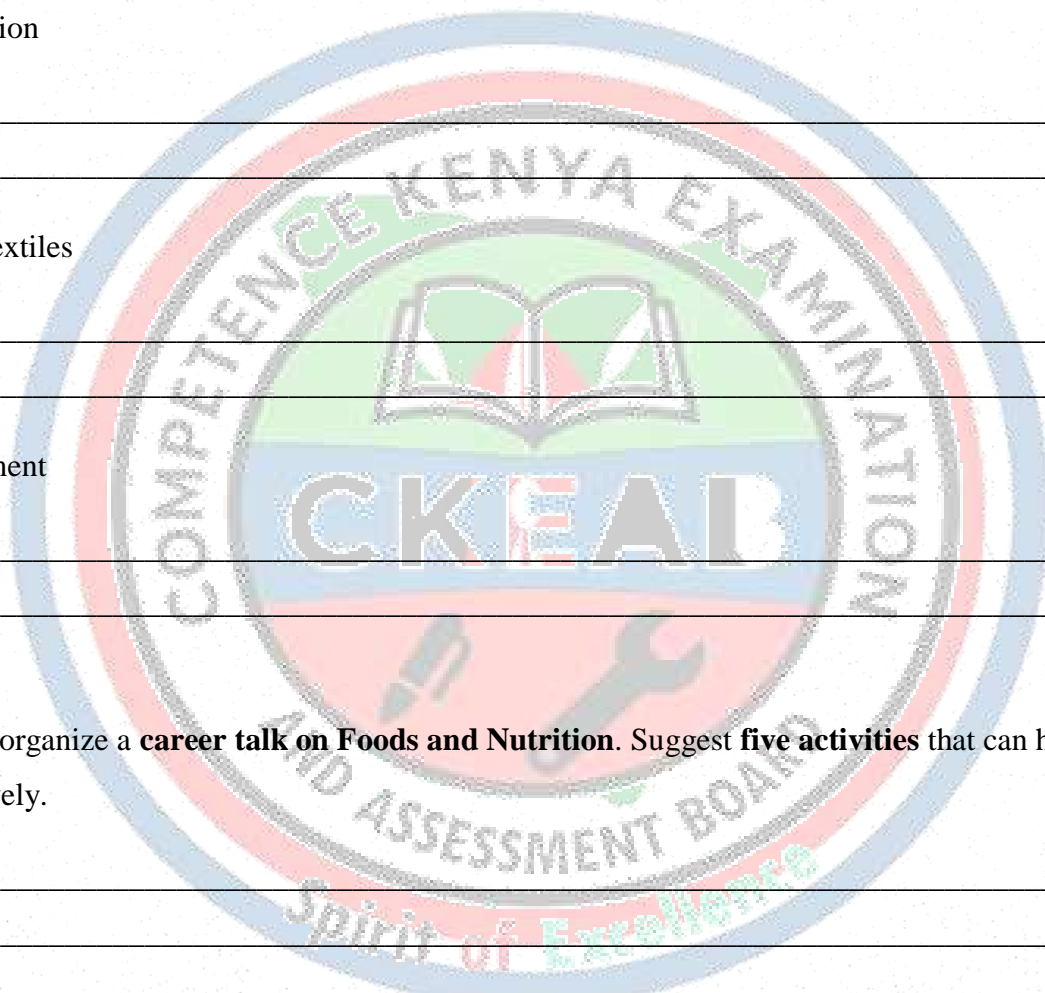 ion
extiles
COMPETENCE KENYA EXAMINATION
CKEAB
nent
organize a career talk on Foods and Nutrition. Suggest five activities that can h
ely.
AND ASSESSMENT BOARD
Spirit of Excellence